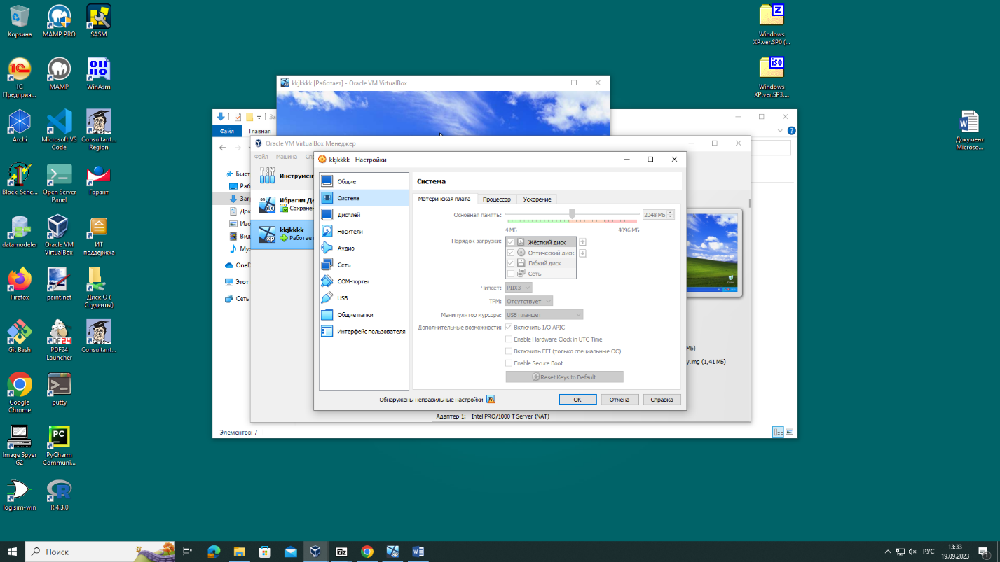 Корзина
MAMP PRO
SASM
1С
Предприя...
MAMP
WinAsm
Archi
Microsoft VS
Code
Consultant...
Region
Block_Sche...
Open Server
Panel
Гарант
datamodeler
Oracle VM
VirtualBox
ИТ
поддержка
Firefox
paint.net
Диск О (
Студенты)
Git Bash
PDF24
Launcher
Consultant...
Google
Chrome
putty
Image Spyer
G2
PyCharm
Communi...
logisim-win
R 4.3.0
Windows
XP.ver.SP0 (...
Windows
XP.ver.SP3....
Документ
Microso...
kkjkkkk [Работает] - Oracle VM VirtualBox
За
Файл
Главная
Быст
Раб
Заг
Док
Изо
Вид
Му
OneD
Этот
Сеть
Элементов: 7
Oracle VM VirtualBox Менеджер
Файл
Машина
Спр
Инструмен
Ибрагим Де
Сохранен
kkjkkkk
Работает
МБ)
y.img (1,41 МБ)
Адаптер 1: Intel PRO/1000 T Server (NAT)
kkjkkkk - Настройки
Общие
Система
Дисплей
Носители
Аудио
Сеть
COM-порты
USB
Общие папки
Интерфейс пользователя
Система
Материнская плата
Процессор
Ускорение
Основная память:
2048 МБ
4 МБ
4096 МБ
Порядок загрузки:
Жёсткий диск
Оптический диск
Гибкий диск
Сеть
Чипсет: PIIX3
TPM: Отсутствует
Манипулятор курсора: USB планшет
Дополнительные возможности: Включить I/O APIC
Enable Hardware Clock in UTC Time
Включить EFI (только специальные ОС)
Enable Secure Boot
Reset Keys to Default
Обнаружены неправильные настройки
OK
Отмена
Справка
Поиск
РУС
13:33
19.09.2023
1